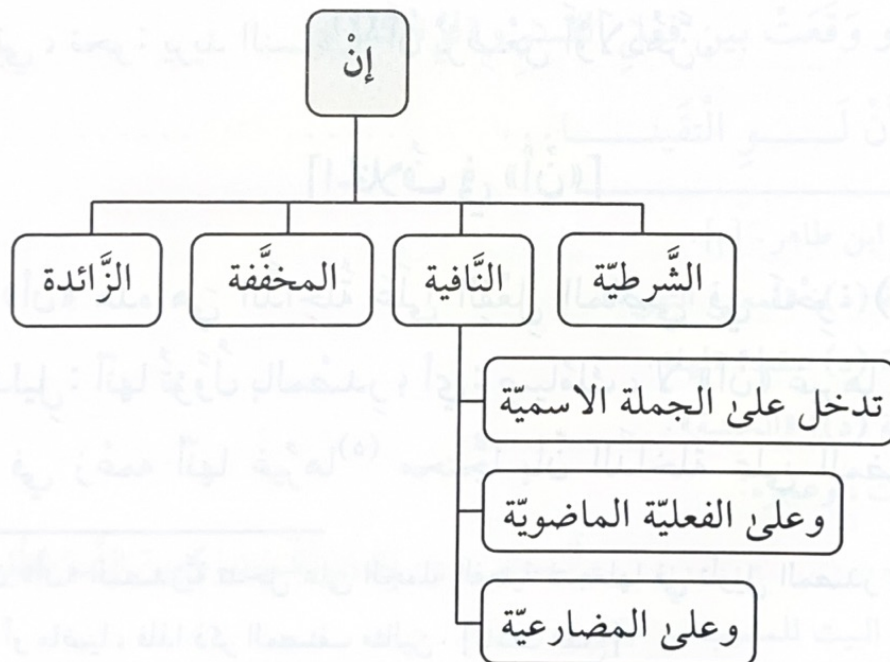 إنْ
الشَّرطيّة النَّافية المخفَّفة الزَّائدة
تدخل علىٰ الجملة الاسميّة
وعلىٰ الفعليّة الماضويّة
وعلىٰ المضارعيّة